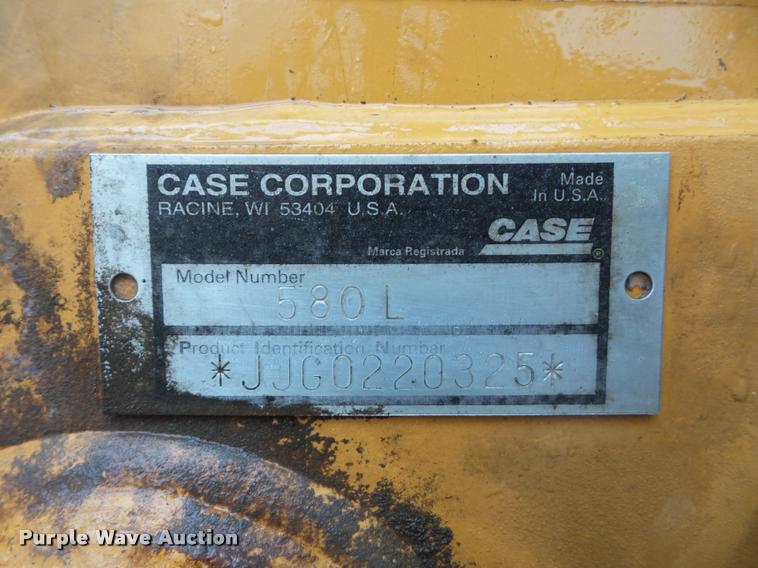 CASE CORPORATION
RACINE, WI 53404 U.S.A.
Made
In U.S.A.
CASE
®
Marca Registrada
Model Number
580L
Product Identification Number
*JJG0220325*
Purple Wave Auction